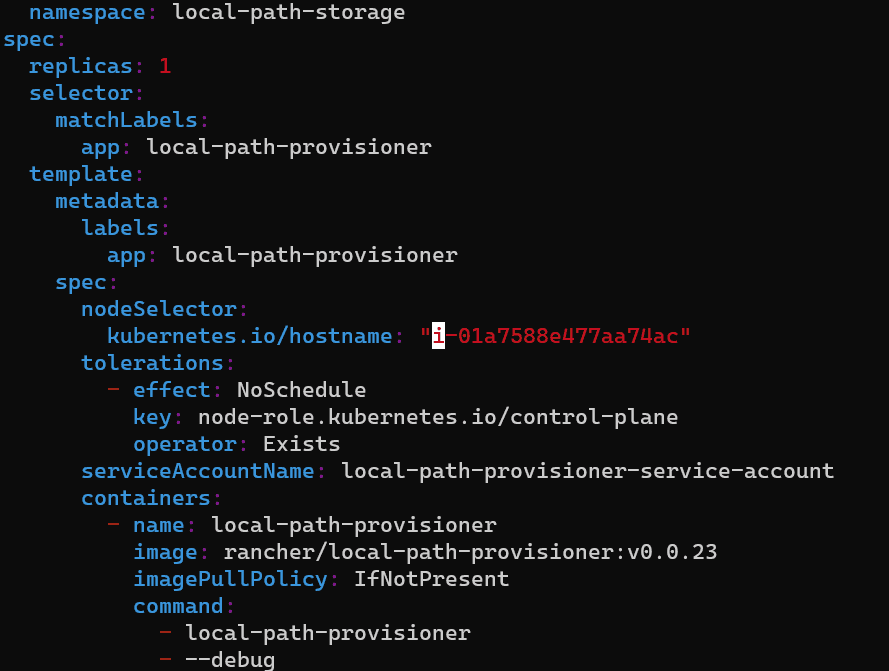 namespace: local-path-storage
spec:
  replicas: 1
  selector:
    matchLabels:
      app: local-path-provisioner
  template:
    metadata:
      labels:
        app: local-path-provisioner
    spec:
      nodeSelector:
        kubernetes.io/hostname: "i-01a7588e477aa74ac"
      tolerations:
        - effect: NoSchedule
          key: node-role.kubernetes.io/control-plane
          operator: Exists
      serviceAccountName: local-path-provisioner-service-account
      containers:
        - name: local-path-provisioner
          image: rancher/local-path-provisioner:v0.0.23
          imagePullPolicy: IfNotPresent
          command:
            - local-path-provisioner
            - --debug